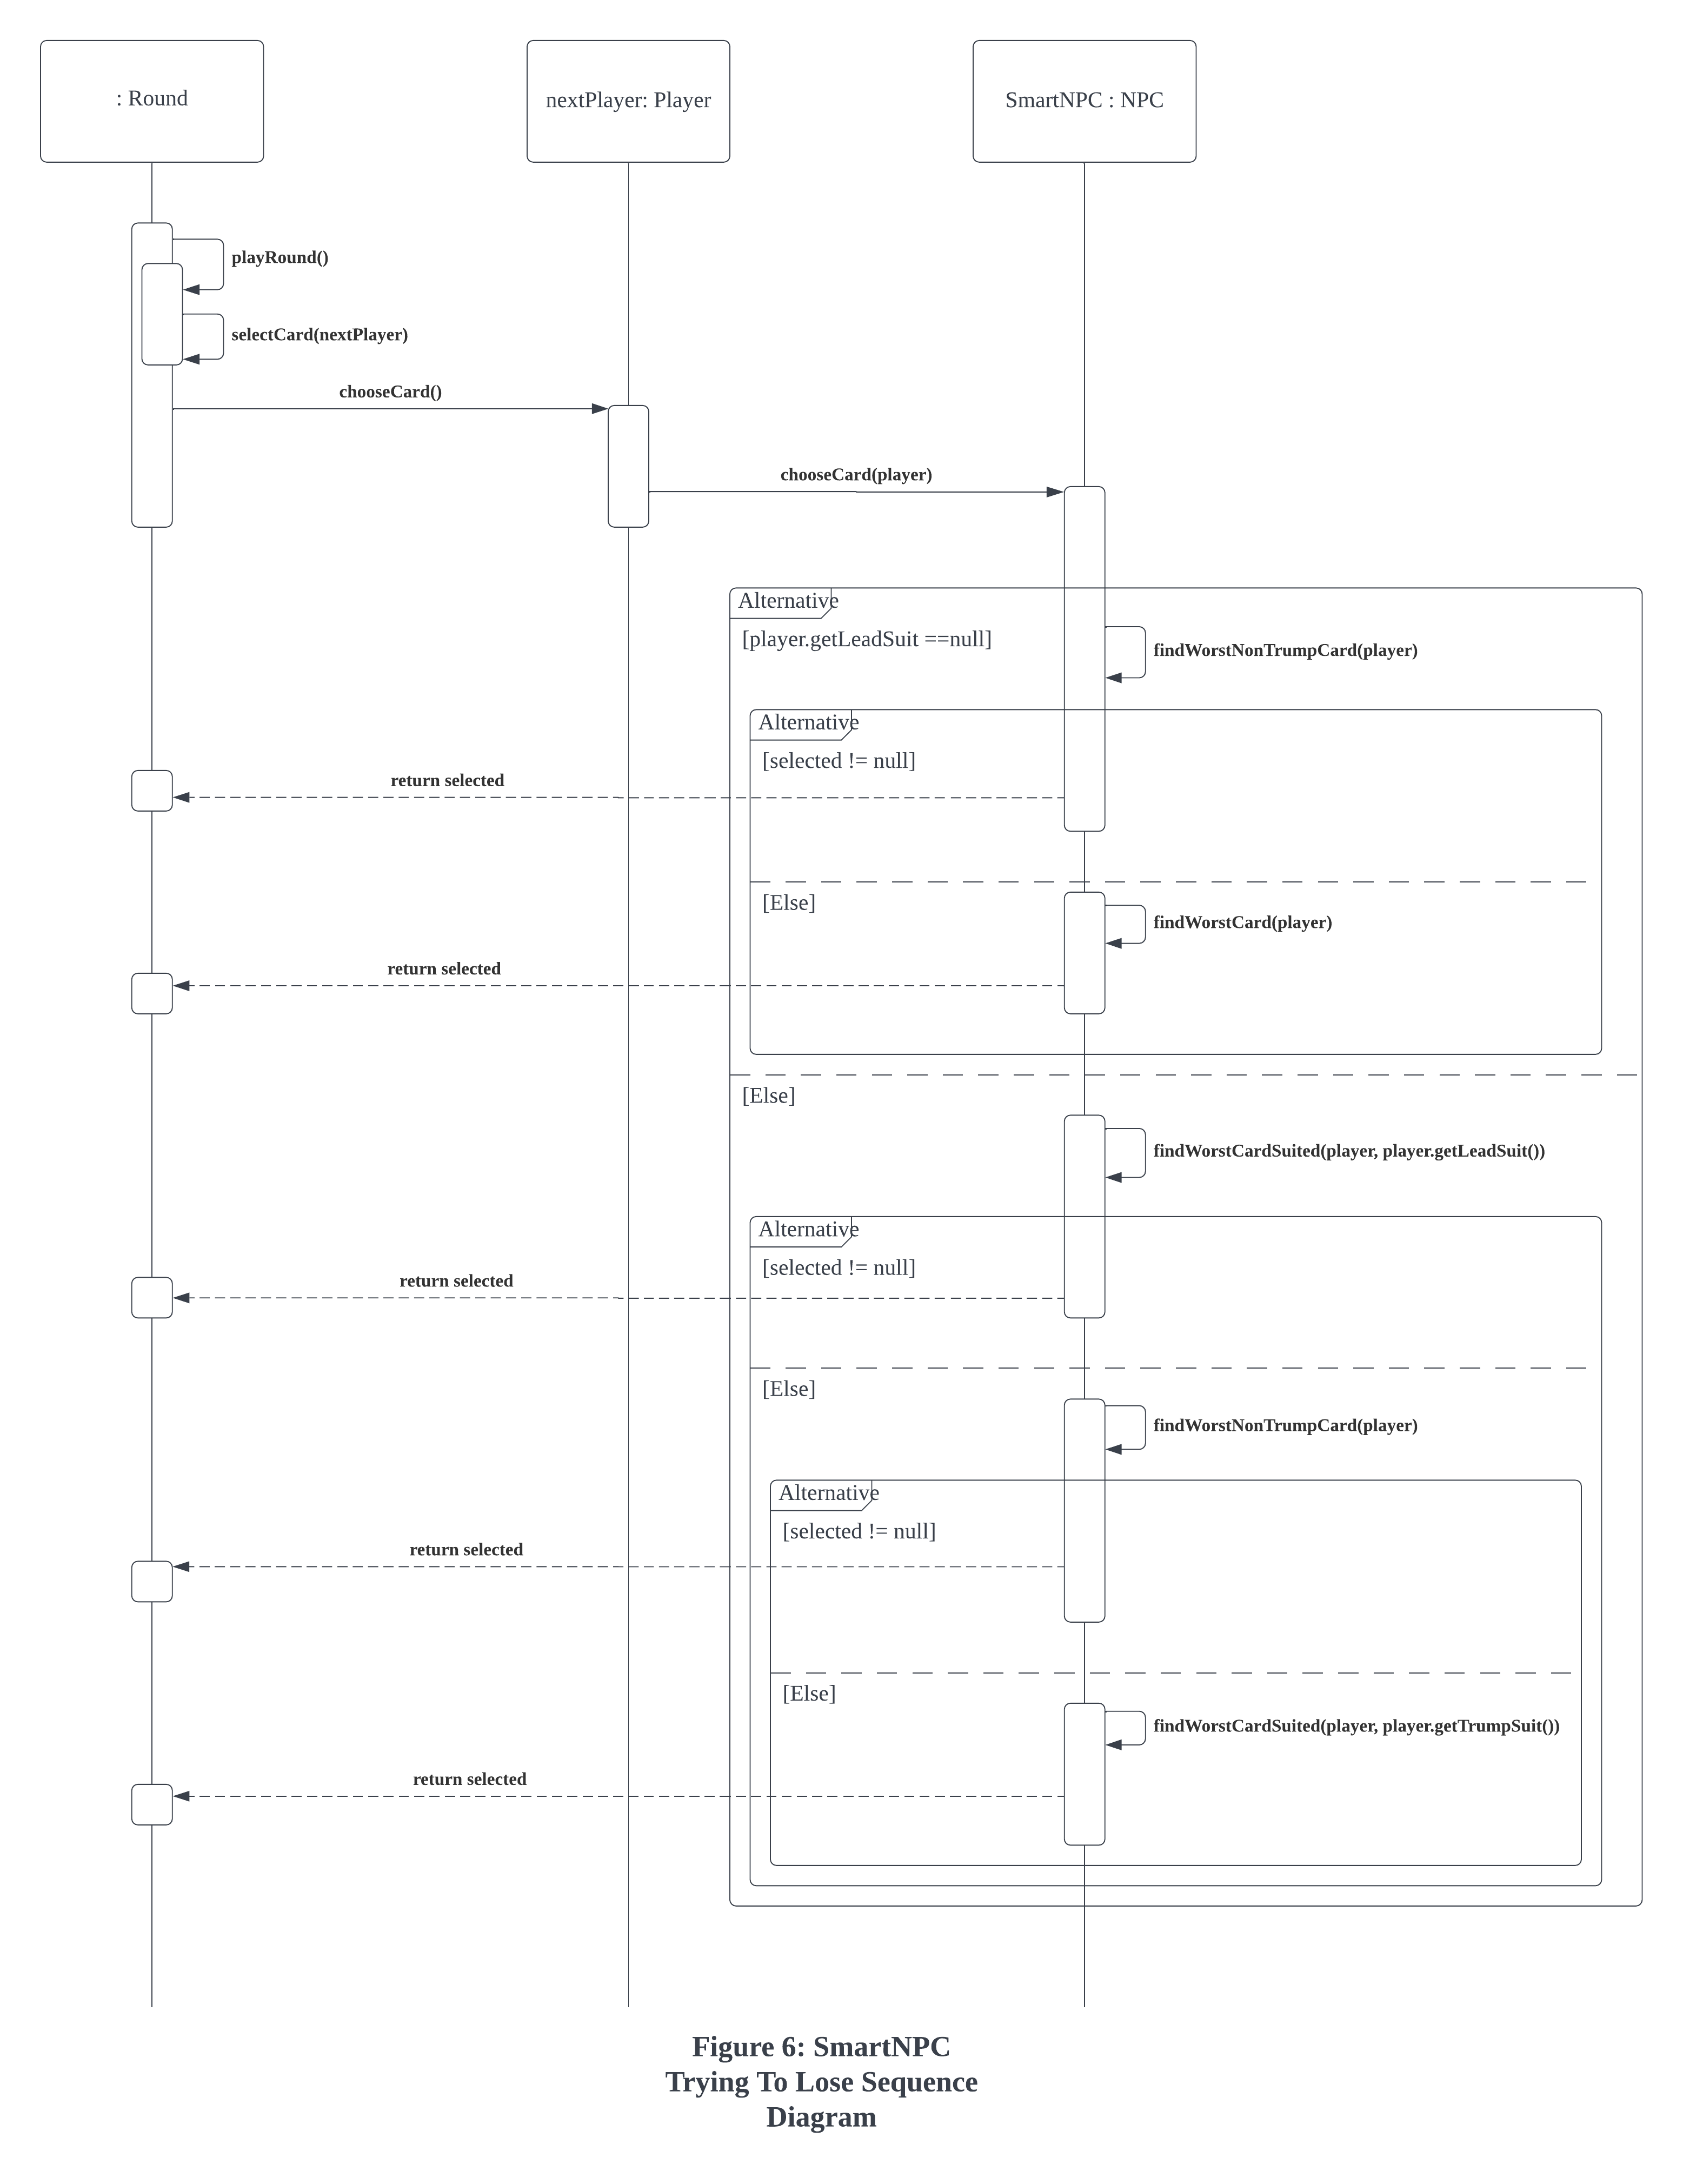 : Round
nextPlayer: Player
SmartNPC : NPC
playRound()
selectCard(nextPlayer)
chooseCard()
chooseCard(player)
Alternative
[player.getLeadSuit ==null]
findWorstNonTrumpCard(player)
Alternative
[selected != null]
return selected
[Else]
findWorstCard(player)
return selected
[Else]
findWorstCardSuited(player, player.getLeadSuit())
Alternative
[selected != null]
return selected
[Else]
findWorstNonTrumpCard(player)
Alternative
[selected != null]
return selected
[Else]
findWorstCardSuited(player, player.getTrumpSuit())
return selected
Figure 6: SmartNPC
Trying To Lose Sequence
Diagram